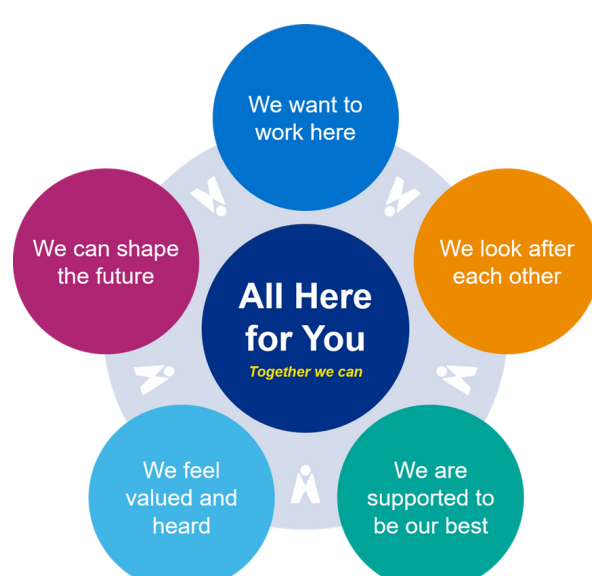 We want to
work here
We can shape
the future
We look after
each other
All Here
for You
Together we can
We feel
valued and
heard
We are
supported to
be our best